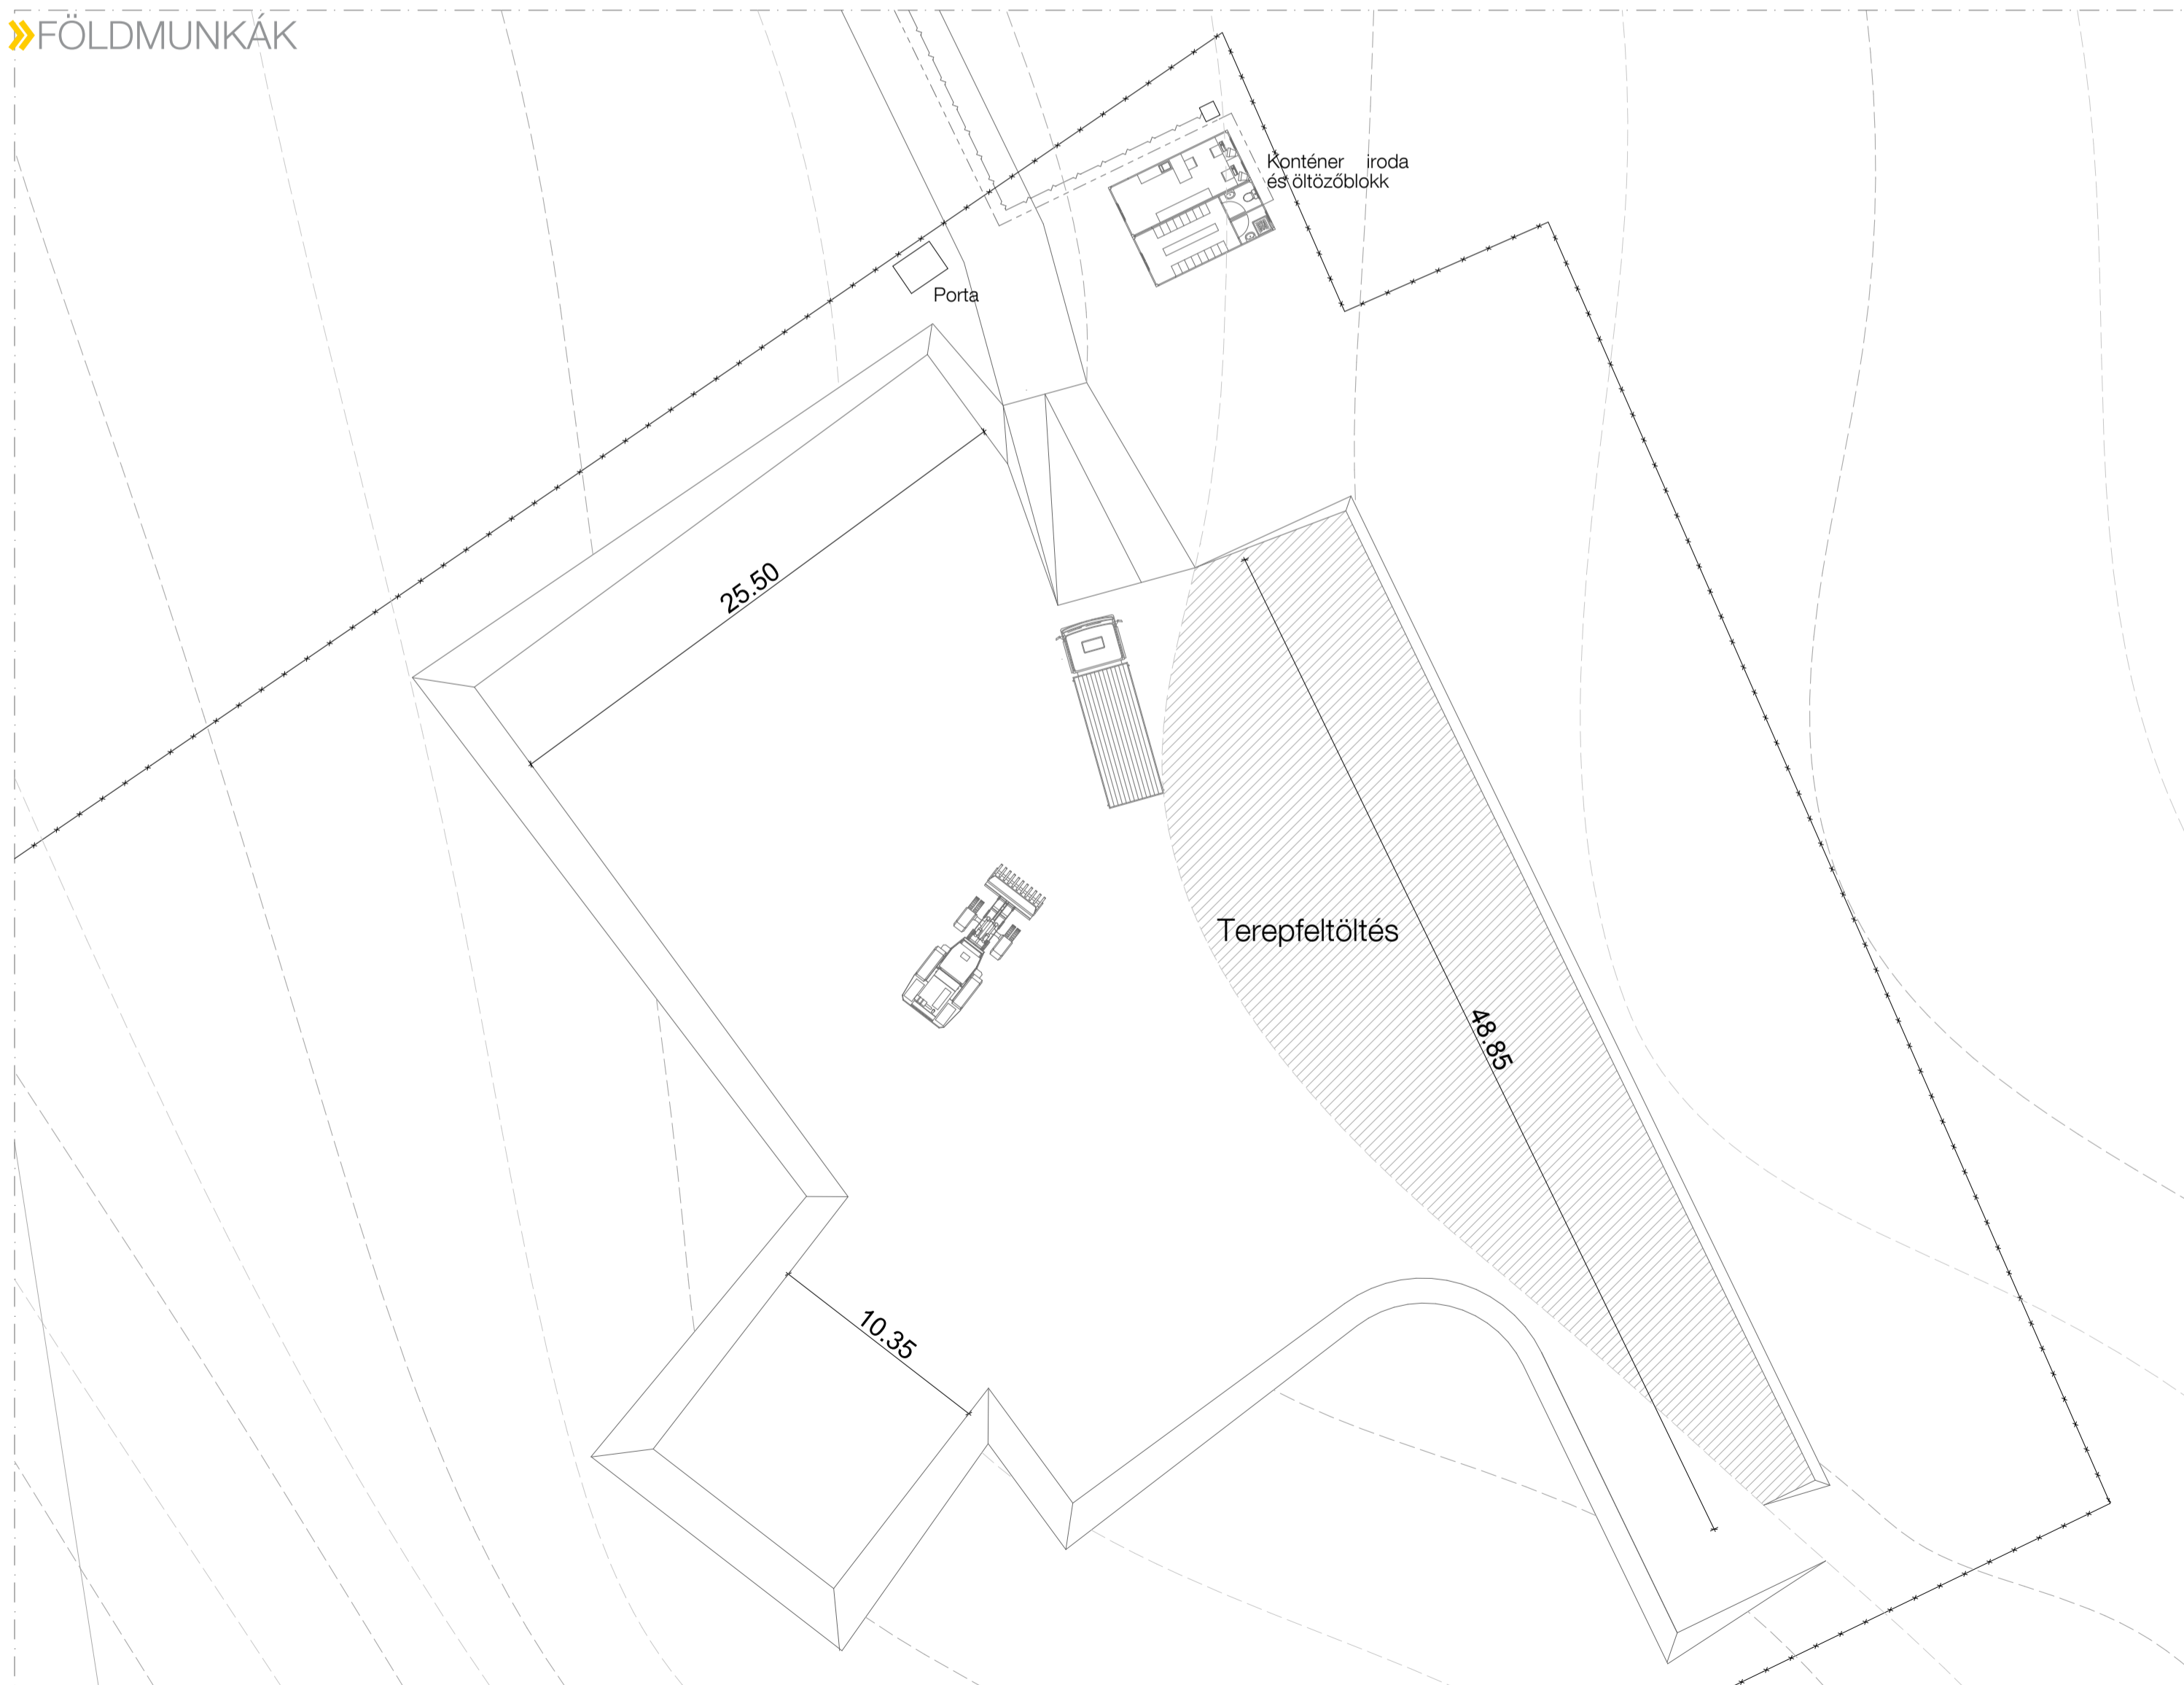 FÖLDMUNKÁK
Konténer iroda
és öltözőblokk
Porta
25.50
Terepfeltöltés
48.85
10.35